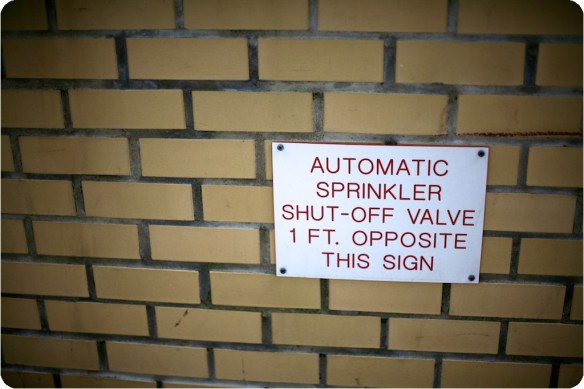 AUTOMATIC
SPRINKLER
SHUT-OFF VALVE
1 FT. OPPOSITE
THIS SIGN